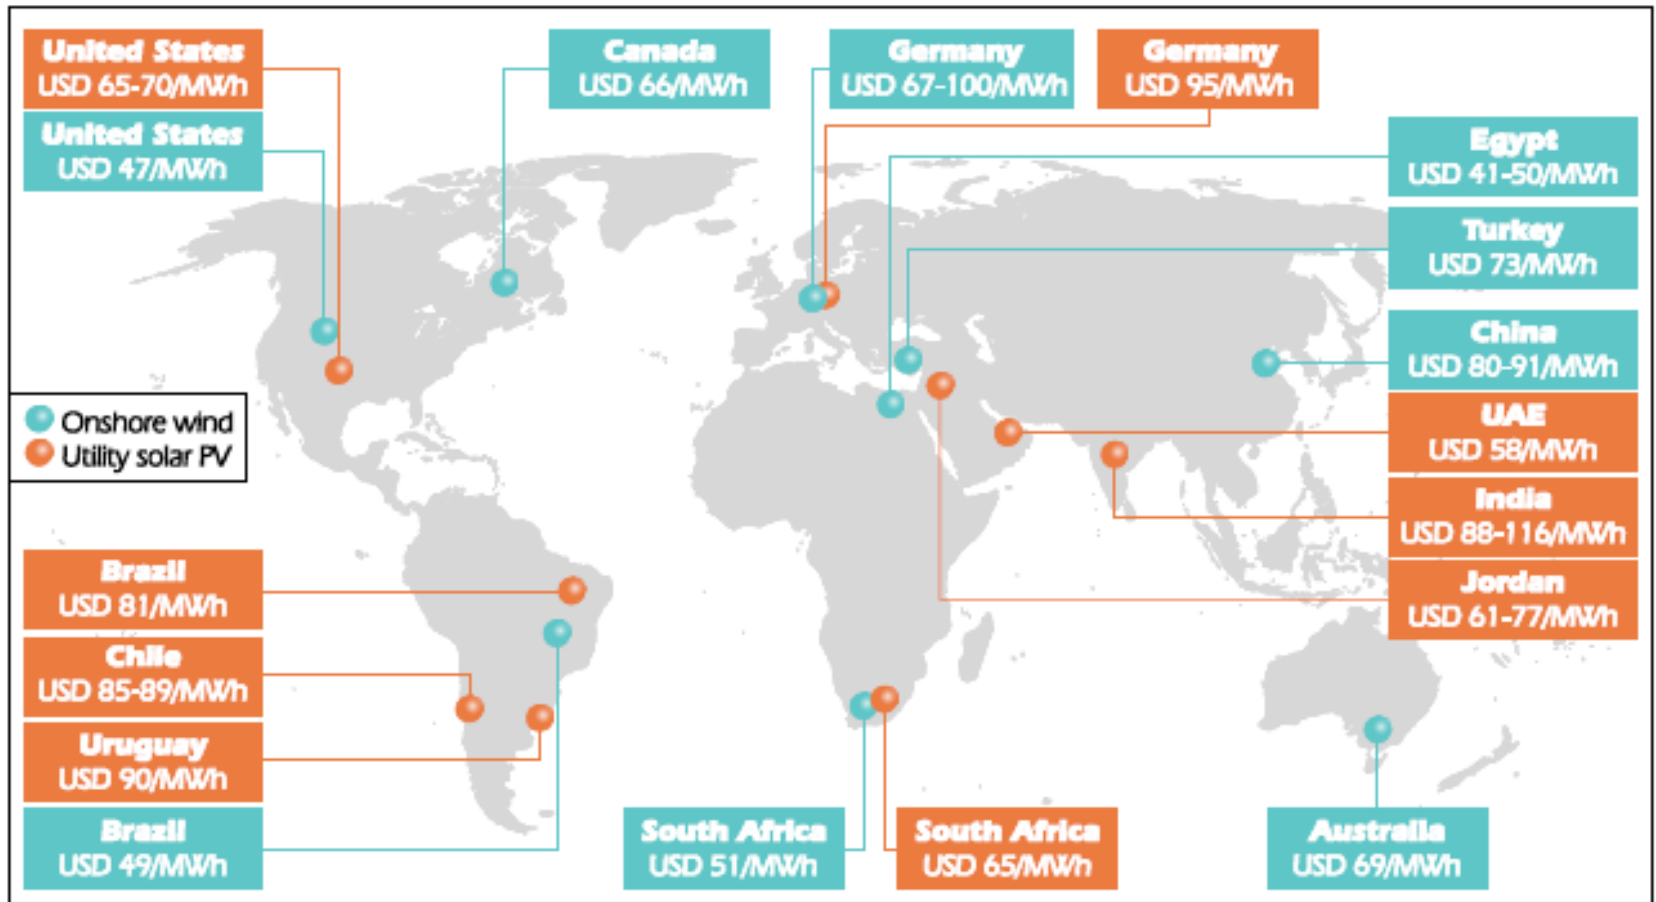 United States
USD 65-70/MWh
United States
USD 47/MWh
Canada
USD 66/MWh
Germany
USD 67-100/MWh
Germany
USD 95/MWh
Egypt
USD 41-50/MWh
Turkey
USD 73/MWh
China
USD 80-91/MWh
UAE
USD 58/MWh
India
USD 88-116/MWh
Jordan
USD 61-77/MWh
Onshore wind
Utility solar PV
Brazil
USD 81/MWh
Chile
USD 85-89/MWh
Uruguay
USD 90/MWh
Brazil
USD 49/MWh
South Africa
USD 51/MWh
South Africa
USD 65/MWh
Australia
USD 69/MWh